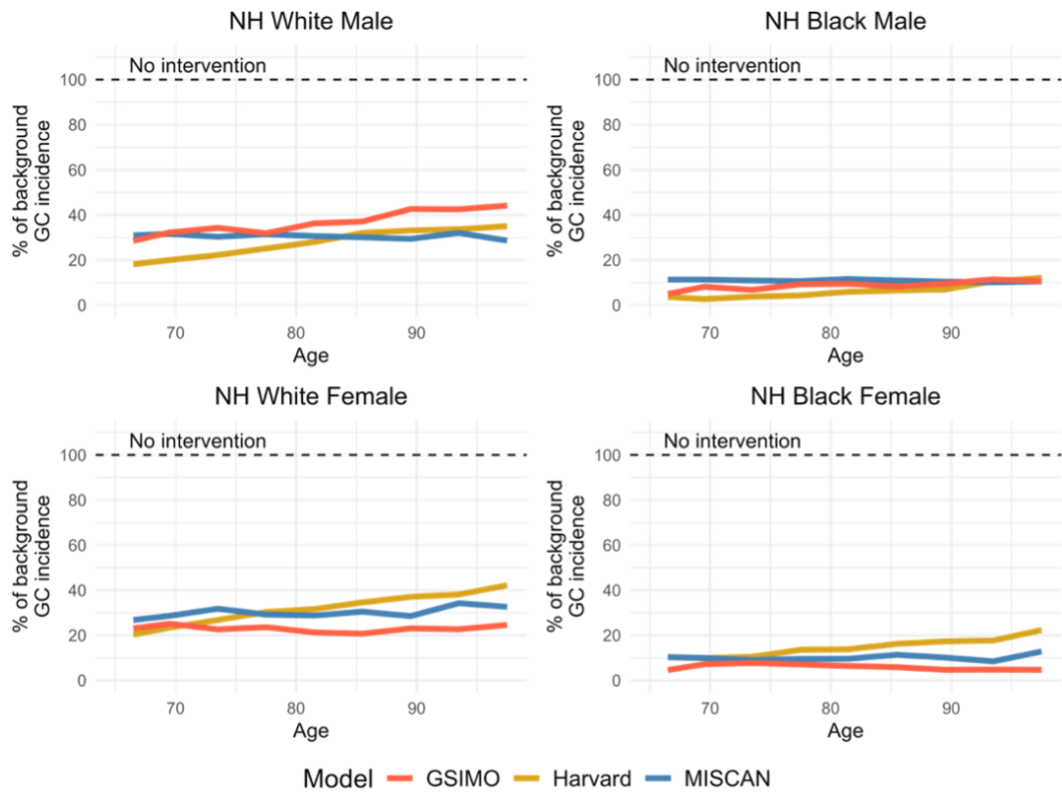 NH White Male
No intervention
100
80
60
40
20
0
% of background
GC incidence
70
80
90
Age
NH Black Male
No intervention
100
80
60
40
20
0
% of background
GC incidence
70
80
90
Age
NH White Female
No intervention
100
80
60
40
20
0
% of background
GC incidence
70
80
90
Age
NH Black Female
No intervention
100
80
60
40
20
0
% of background
GC incidence
70
80
90
Age
Model GSIMO Harvard MISCAN